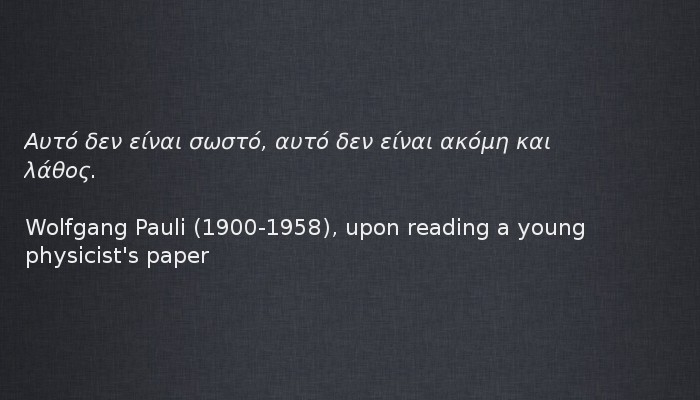 Αυτό δεν είναι σωστό, αυτό δεν είναι ακόμη και
λάθος.
Wolfgang Pauli (1900-1958), upon reading a young
physicist's paper